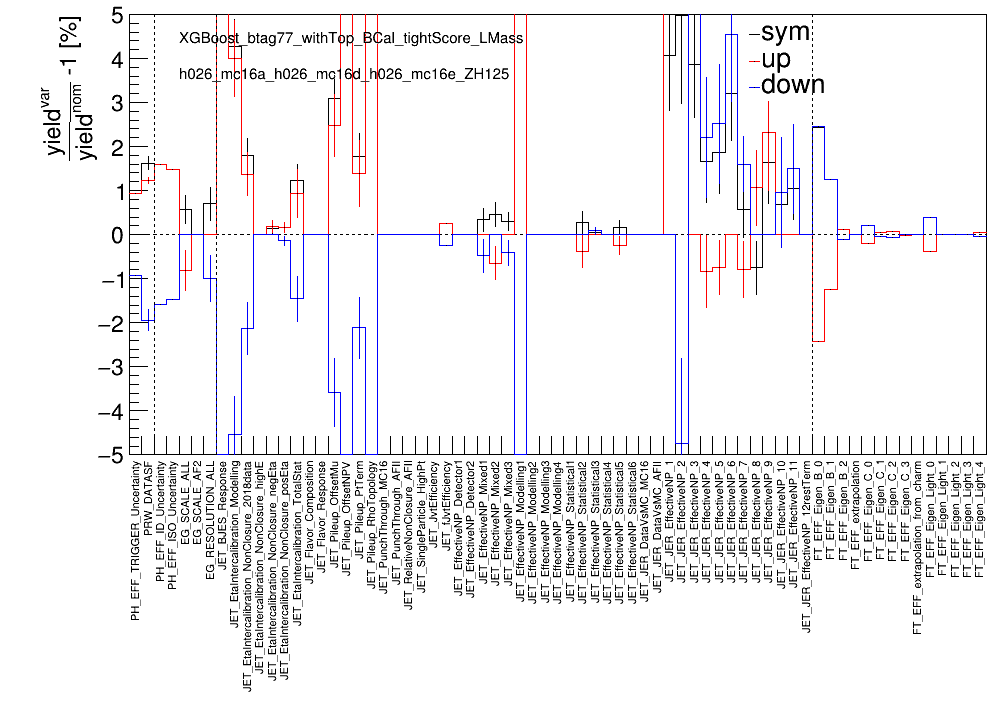 yield^var / yield^nom -1 [%]
5
4
3
2
1
0
−1
−2
−3
−4
−5
XGBoost_btag77_withTop_BCal_tightScore_LMass
h026_mc16a_h026_mc16d_h026_mc16e_ZH125
sym
up
down
PH_EFF_TRIGGER_Uncertainty
PRW_DATASF
PH_EFF_ID_Uncertainty
PH_EFF_ISO_Uncertainty
EG_SCALE_ALL
EG_SCALE_AF2
EG_RESOLUTION_ALL
JET_BJES_Response
JET_EtaIntercalibration_Modelling
JET_EtaIntercalibration_NonClosure_2018data
JET_EtaIntercalibration_NonClosure_highE
JET_EtaIntercalibration_NonClosure_negEta
JET_EtaIntercalibration_NonClosure_posEta
JET_EtaIntercalibration_TotalStat
JET_Flavor_Composition
JET_Flavor_Response
JET_Pileup_OffsetMu
JET_Pileup_OffsetNPV
JET_Pileup_PtTerm
JET_Pileup_RhoTopology
JET_PunchThrough_MC16
JET_PunchThrough_AFII
JET_RelativeNonClosure_AFII
JET_SingleParticle_HighPt
JET_JvtEfficiency
JET_fJvtEfficiency
JET_EffectiveNP_Detector1
JET_EffectiveNP_Detector2
JET_EffectiveNP_Mixed1
JET_EffectiveNP_Mixed2
JET_EffectiveNP_Mixed3
JET_EffectiveNP_Modelling1
JET_EffectiveNP_Modelling2
JET_EffectiveNP_Modelling3
JET_EffectiveNP_Modelling4
JET_EffectiveNP_Statistical1
JET_EffectiveNP_Statistical2
JET_EffectiveNP_Statistical3
JET_EffectiveNP_Statistical4
JET_EffectiveNP_Statistical5
JET_EffectiveNP_Statistical6
JET_JER_DataVsMC_MC16
JET_JER_DataVsMC_AFII
JET_JER_EffectiveNP_1
JET_JER_EffectiveNP_2
JET_JER_EffectiveNP_3
JET_JER_EffectiveNP_4
JET_JER_EffectiveNP_5
JET_JER_EffectiveNP_6
JET_JER_EffectiveNP_7
JET_JER_EffectiveNP_8
JET_JER_EffectiveNP_9
JET_JER_EffectiveNP_10
JET_JER_EffectiveNP_11
JET_JER_EffectiveNP_12restTerm
FT_EFF_Eigen_B_0
FT_EFF_Eigen_B_1
FT_EFF_Eigen_B_2
FT_EFF_extrapolation
FT_EFF_Eigen_C_0
FT_EFF_Eigen_C_1
FT_EFF_Eigen_C_2
FT_EFF_Eigen_C_3
FT_EFF_extrapolation_from_charm
FT_EFF_Eigen_Light_0
FT_EFF_Eigen_Light_1
FT_EFF_Eigen_Light_2
FT_EFF_Eigen_Light_3
FT_EFF_Eigen_Light_4